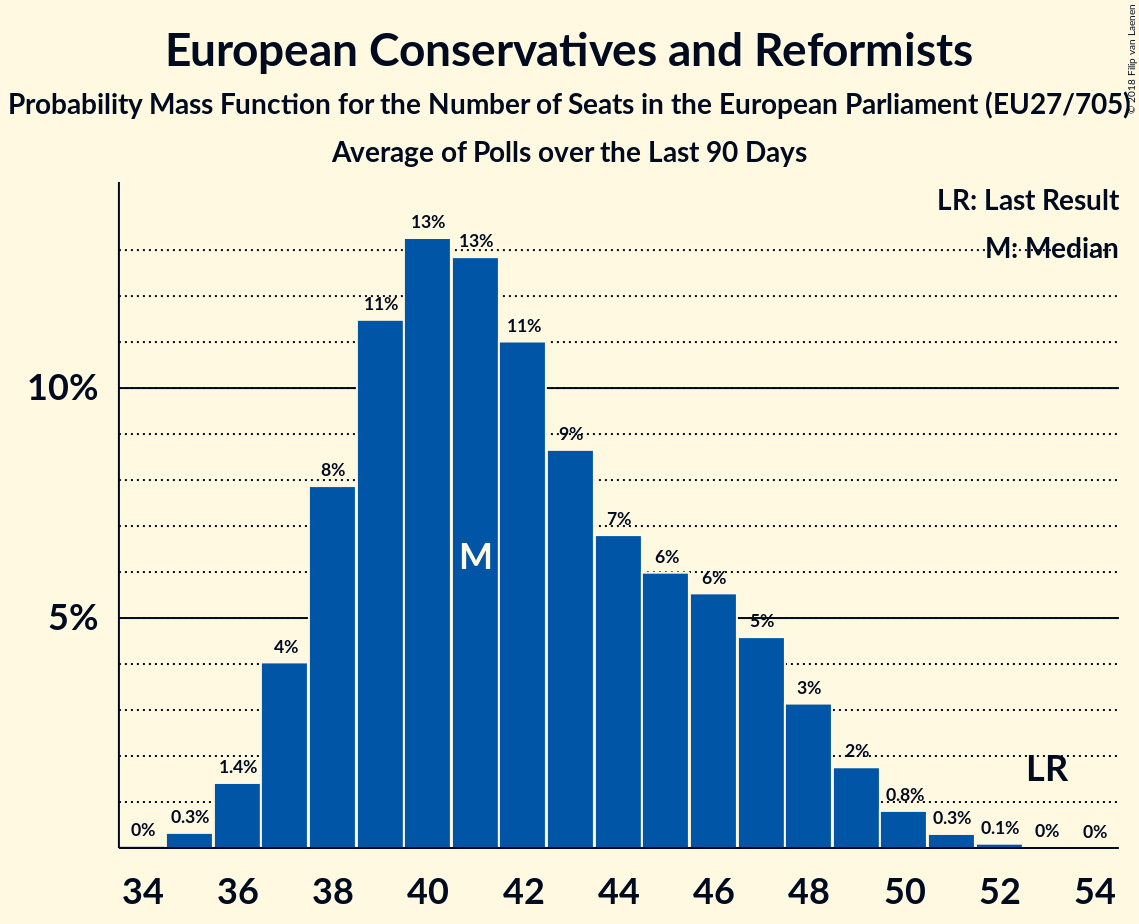 European Conservatives and Reformists
Probability Mass Function for the Number of Seats in the European Parliament (EU27/705)
Average of Polls over the Last 90 Days
© 2018 Filip van Laenen
LR: Last Result
M: Median
10%
5%
0%
0.3%
1.4%
4%
8%
11%
13%
13%
11%
9%
7%
6%
6%
5%
3%
2%
0.8%
0.3%
0.1%
0%
0%
M
LR
34 36 38 40 42 44 46 48 50 52 54